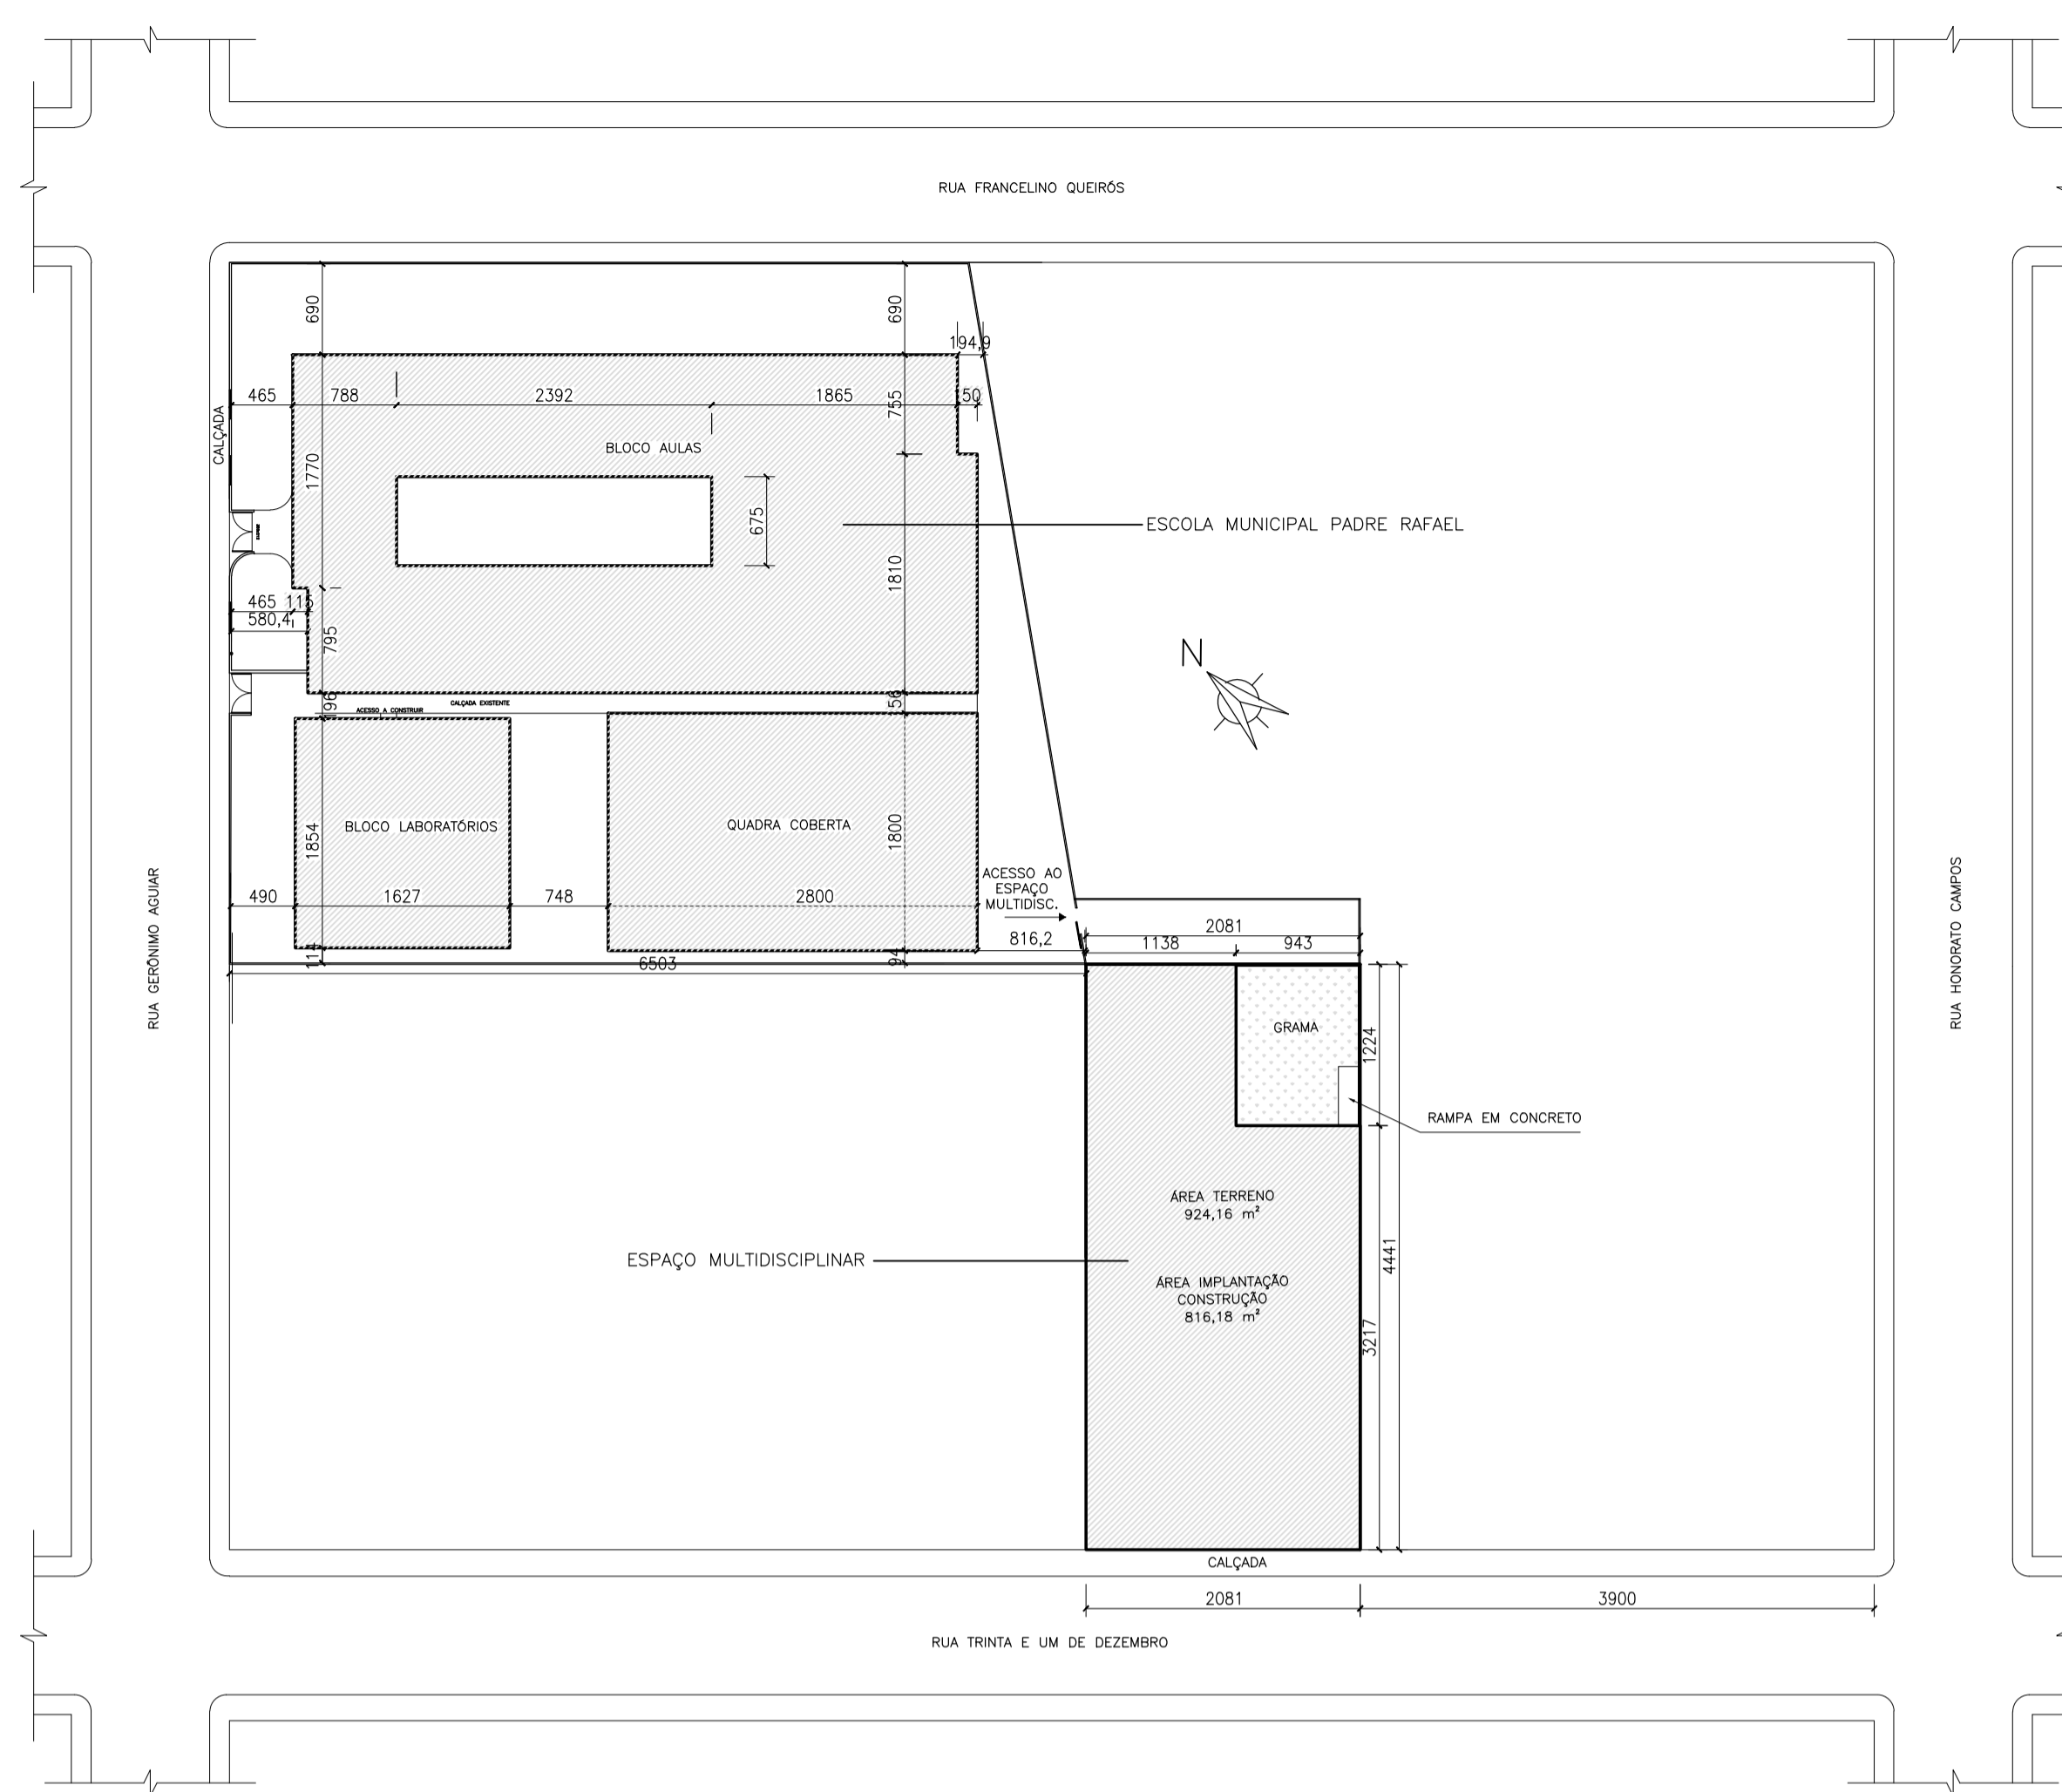 RUA FRANCELINO QUEIRÓS
690
690
194,9
465
788
2392
1865
755
50
CALÇADA
BLOCO AULAS
1770
675
ESCOLA MUNICIPAL PADRE RAFAEL
1810
465
115
580,4
795
N
196
156
CALÇADA EXISTENTE
ACESSO A CONSTRUIR
BLOCO LABORATÓRIOS
1854
QUADRA COBERTA
1800
490
1627
748
2800
ACESSO AO
ESPAÇO
MULTIDISC.
RUA GERÔNIMO AGUIAR
RUA HONORATO CAMPOS
114
94
816,2
6503
2081
1138
943
GRAMA
1224
RAMPA EM CONCRETO
ÁREA TERRENO
924,16 m²
ESPAÇO MULTIDISCIPLINAR
4441
ÁREA IMPLANTAÇÃO
CONSTRUÇÃO
816,18 m²
3217
CALÇADA
2081
3900
RUA TRINTA E UM DE DEZEMBRO